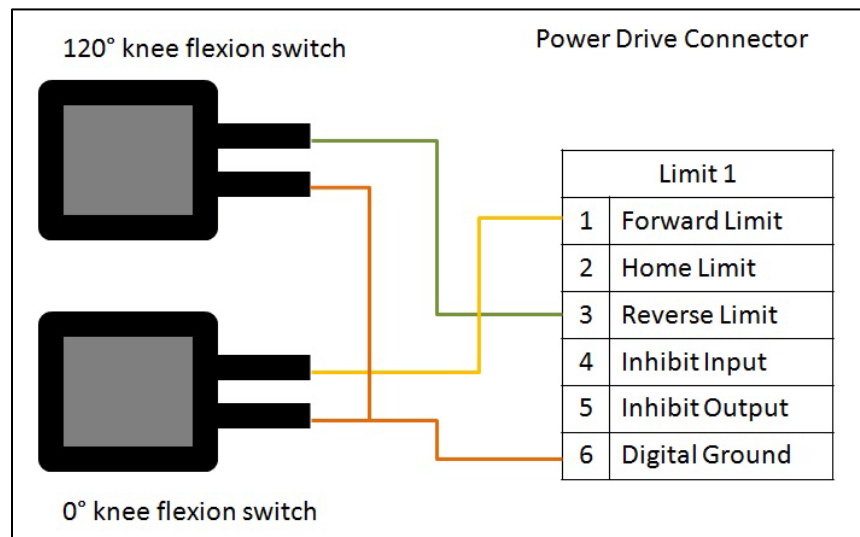 120° knee flexion switch
Power Drive Connector
Limit 1
1 Forward Limit
2 Home Limit
3 Reverse Limit
4 Inhibit Input
5 Inhibit Output
6 Digital Ground
0° knee flexion switch